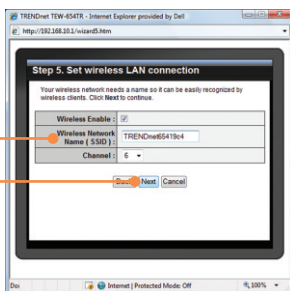 TRENDnet TEW-654TR - Internet Explorer provided by Dell
http://192.168.10.1/wizard5.htm
Step 5. Set wireless LAN connection
Your wireless network needs a name so it can be easily recognized by
wireless clients. Click Next to continue.
Wireless Enable :
Wireless Network
Name ( SSID ) :
TRENDnet65419c4
Channel :
6
Next
Cancel
Internet | Protected Mode: Off
100%